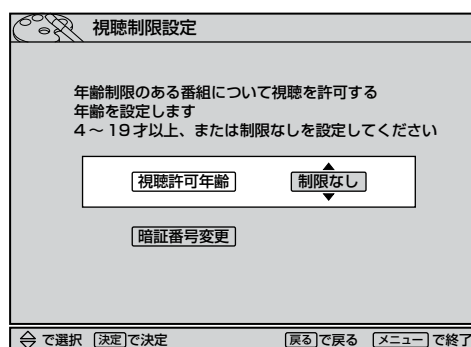 視聴制限設定
年齢制限のある番組について視聴を許可する
年齢を設定します
4～19才以上、または制限なしを設定してください
視聴許可年齢 制限なし
暗証番号変更
で選択 決定で決定 戻るで戻る メニューで終了